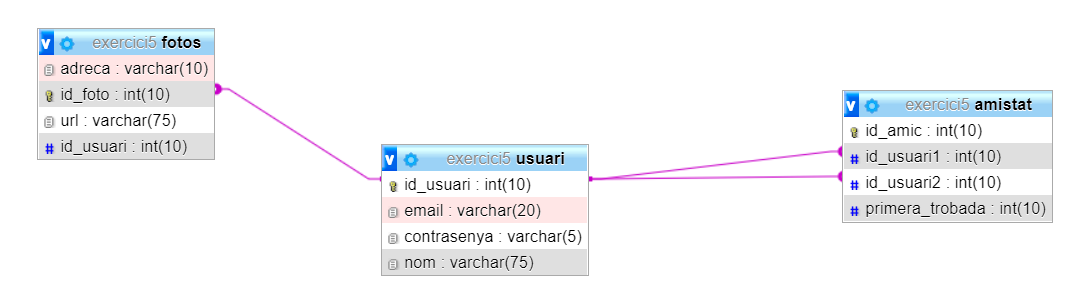 v exercici5 fotos
adreca : varchar(10)
id_foto : int(10)
url : varchar(75)
# id_usuari : int(10)
v exercici5 usuari
id_usuari : int(10)
email : varchar(20)
contrasenya : varchar(5)
nom : varchar(75)
v exercici5 amistat
id_amic : int(10)
# id_usuari1 : int(10)
# id_usuari2 : int(10)
# primera_trobada : int(10)